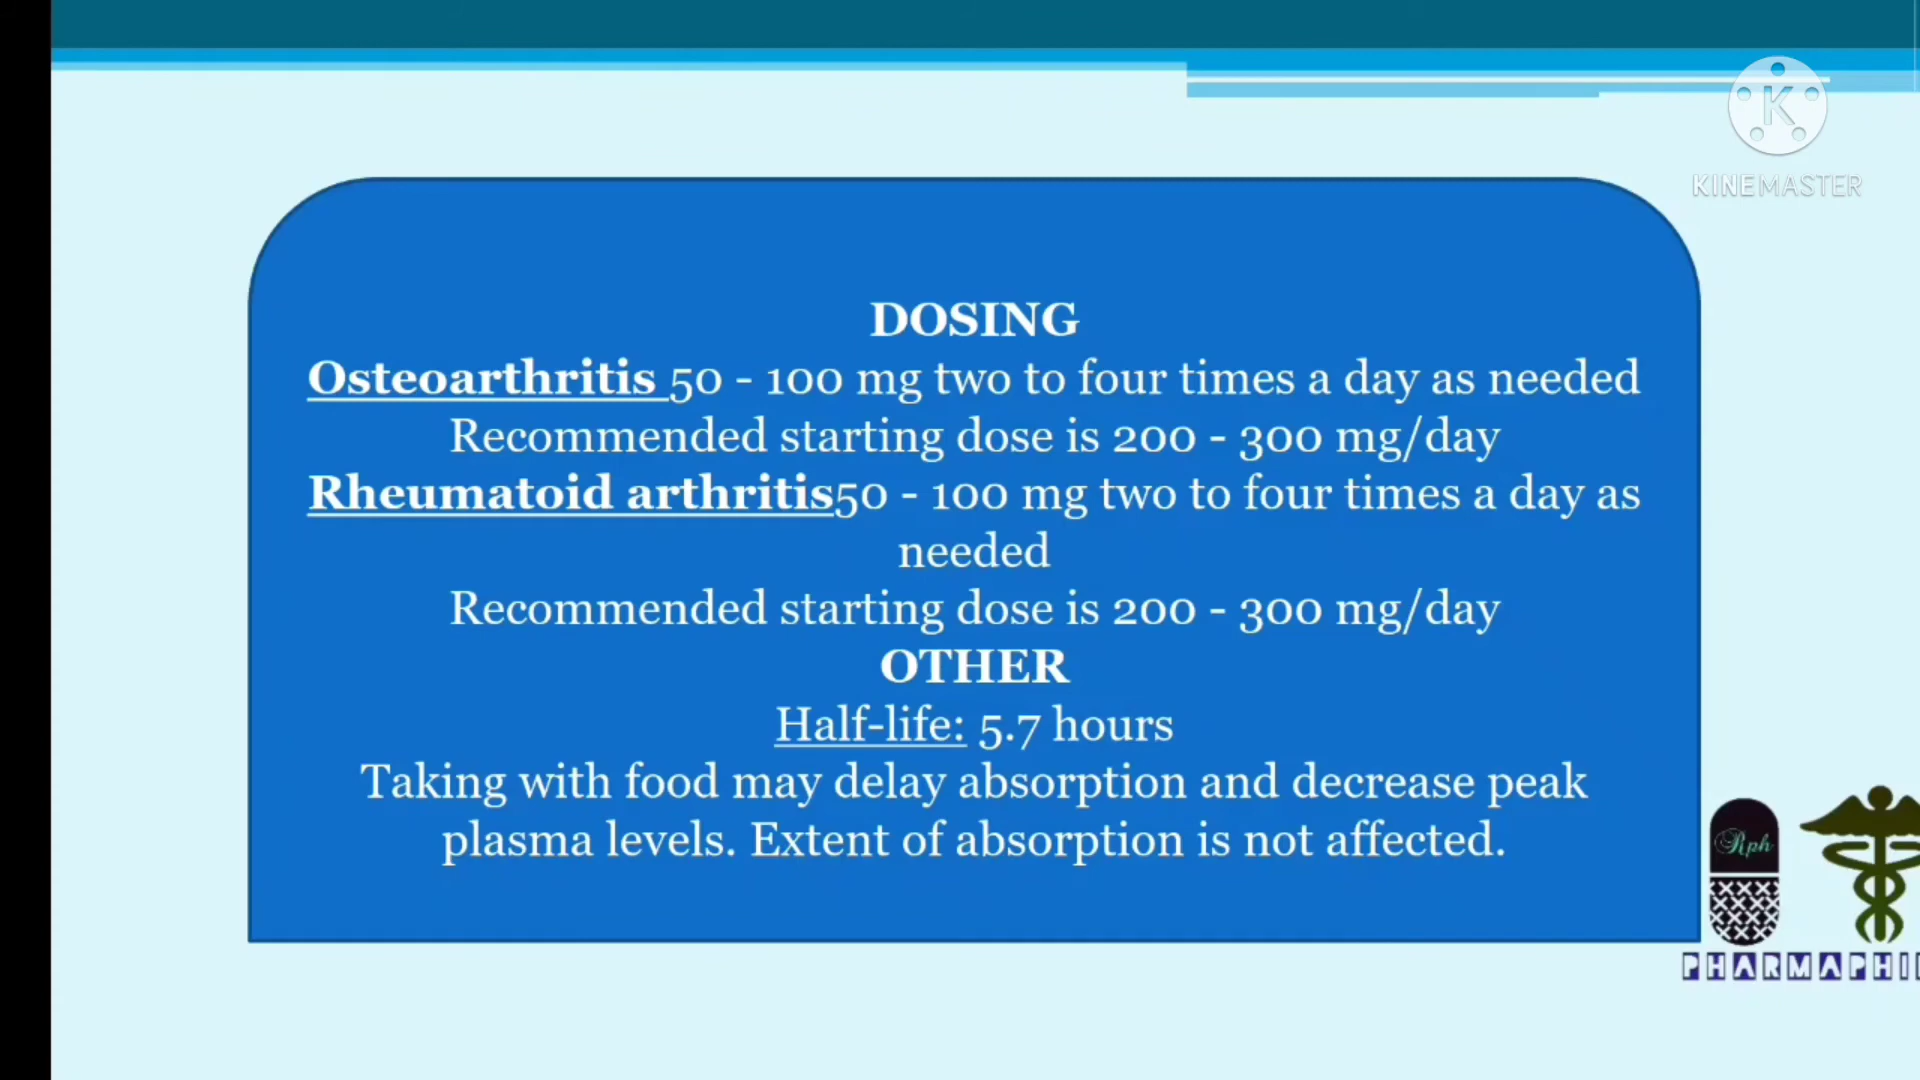 KINEMASTER
DOSING
Osteoarthritis 50 - 100 mg two to four times a day as needed
Recommended starting dose is 200 - 300 mg/day
Rheumatoid arthritis50 - 100 mg two to four times a day as
needed
Recommended starting dose is 200 - 300 mg/day
OTHER
Half-life: 5.7 hours
Taking with food may delay absorption and decrease peak
plasma levels. Extent of absorption is not affected.
Rph